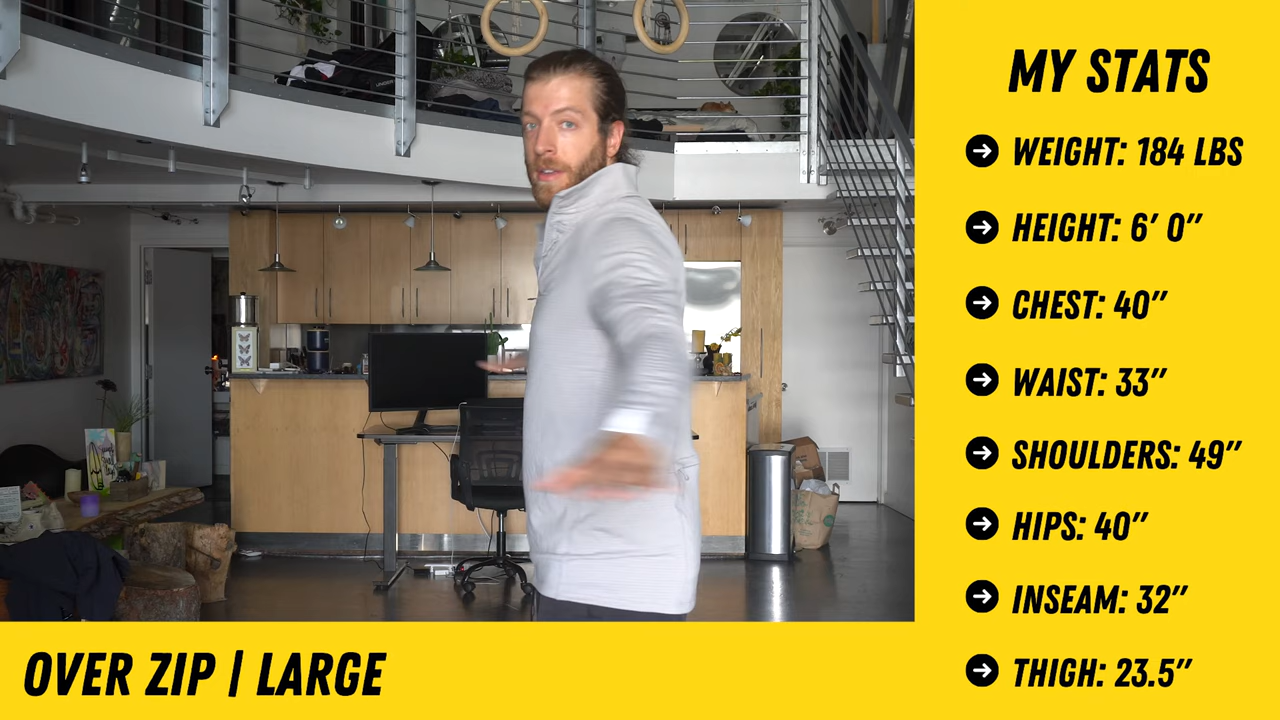 MY STATS
WEIGHT: 184 LBS
HEIGHT: 6' 0"
CHEST: 40"
WAIST: 33"
SHOULDERS: 49"
HIPS: 40"
INSEAM: 32"
THIGH: 23.5"
OVER ZIP | LARGE